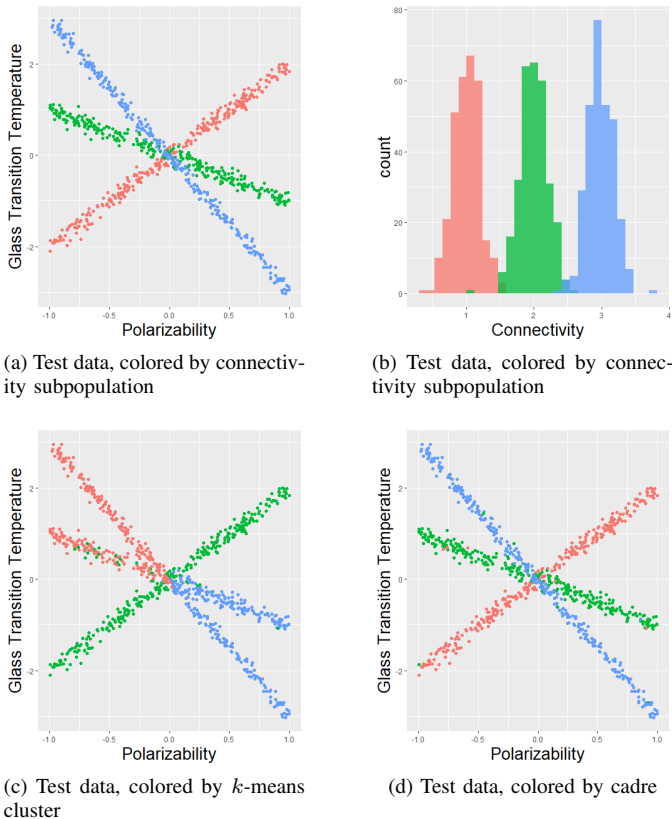 Glass Transition Temperature
2
0
-2
-1.0 -0.5 0.0 0.5 1.0
Polarizability
count
80
60
40
20
0
1 2 3 4
Connectivity
(a) Test data, colored by connectiv-
ity subpopulation
(b) Test data, colored by connec-
tivity subpopulation
Glass Transition Temperature
2
0
-2
-1.0 -0.5 0.0 0.5 1.0
Polarizability
Glass Transition Temperature
2
0
-2
-1.0 -0.5 0.0 0.5 1.0
Polarizability
(c) Test data, colored by k-means
cluster
(d) Test data, colored by cadre